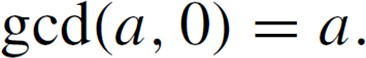 gcd(a, 0) = a.